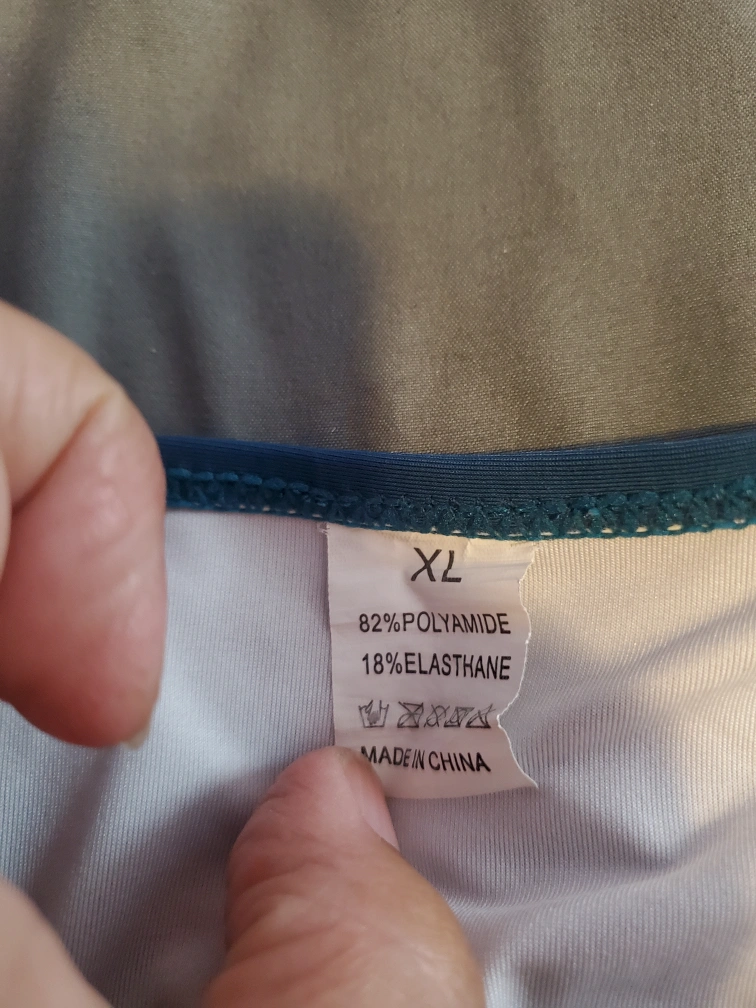 XL
82%POLYAMIDE
18%ELASTHANE
MADE IN CHINA